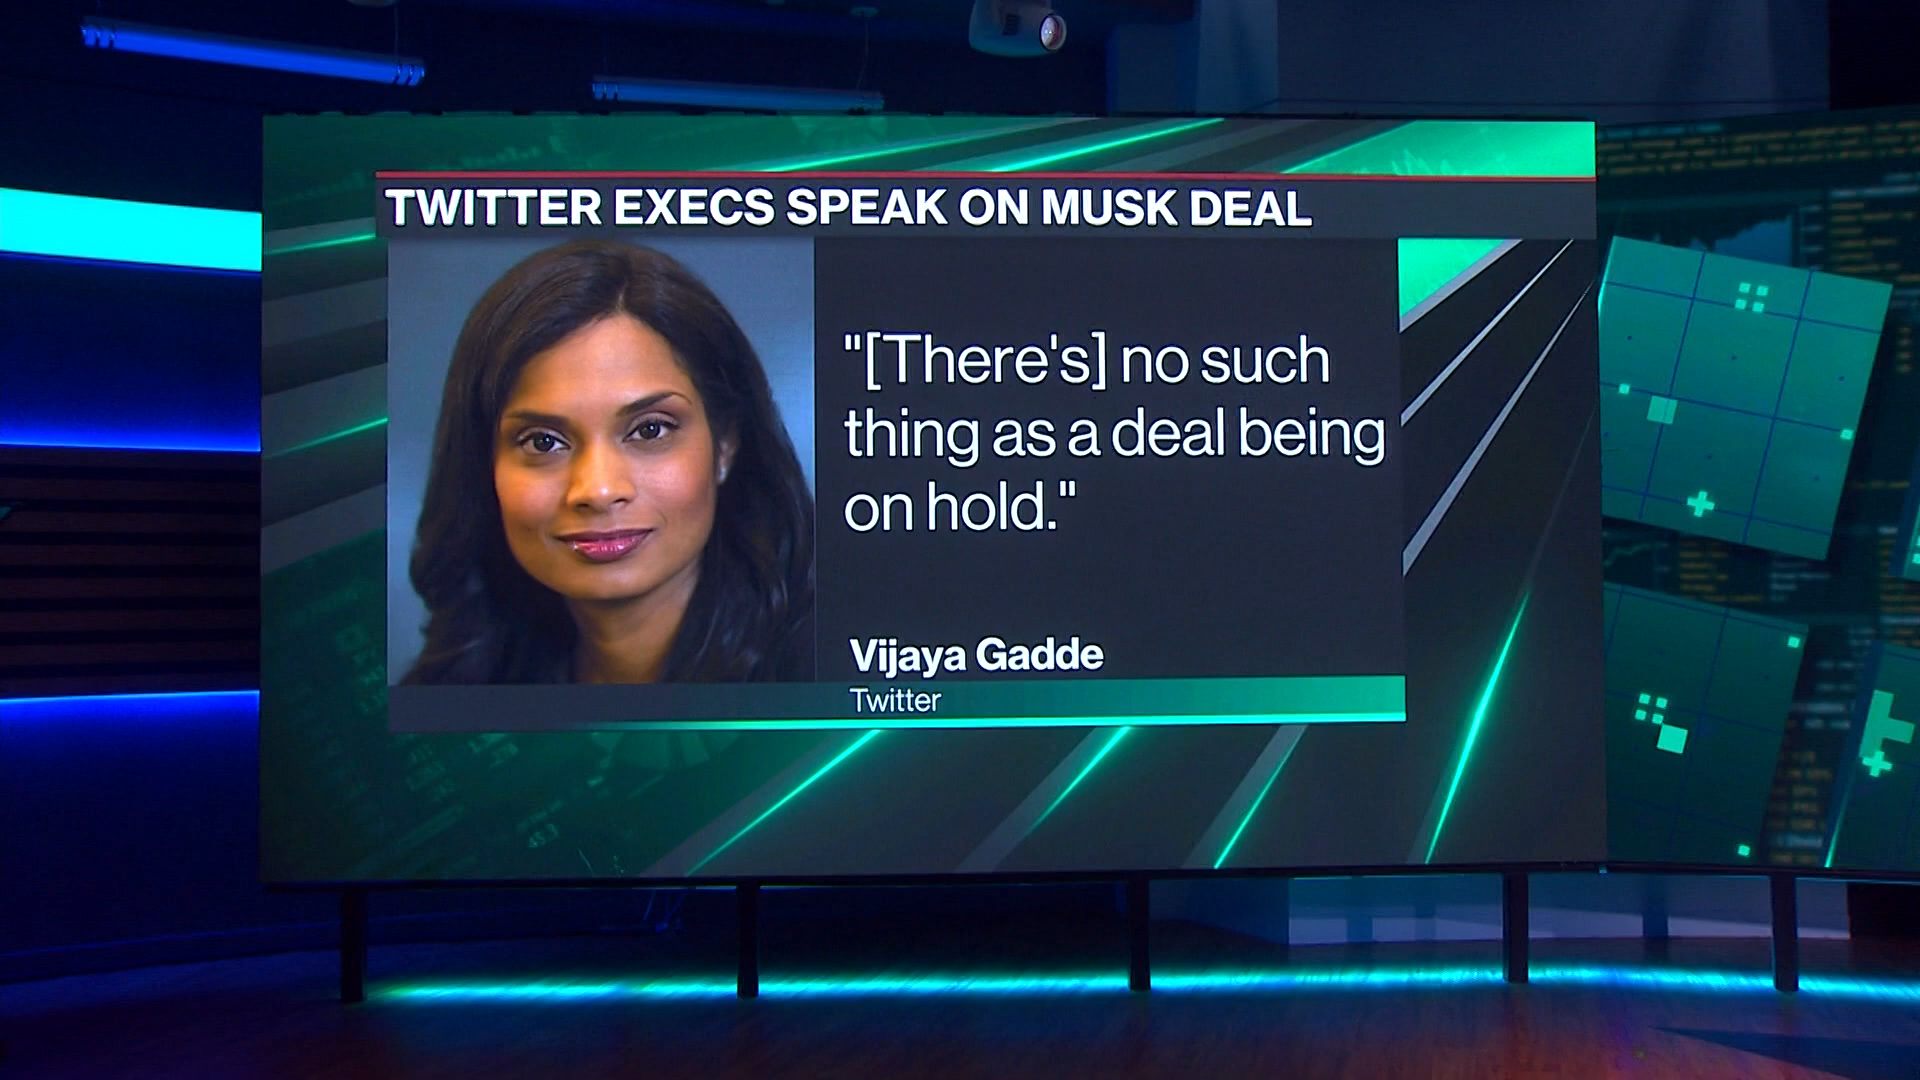 TWITTER EXECS SPEAK ON MUSK DEAL
"[There's] no such
thing as a deal being
on hold."
Vijaya Gadde
Twitter